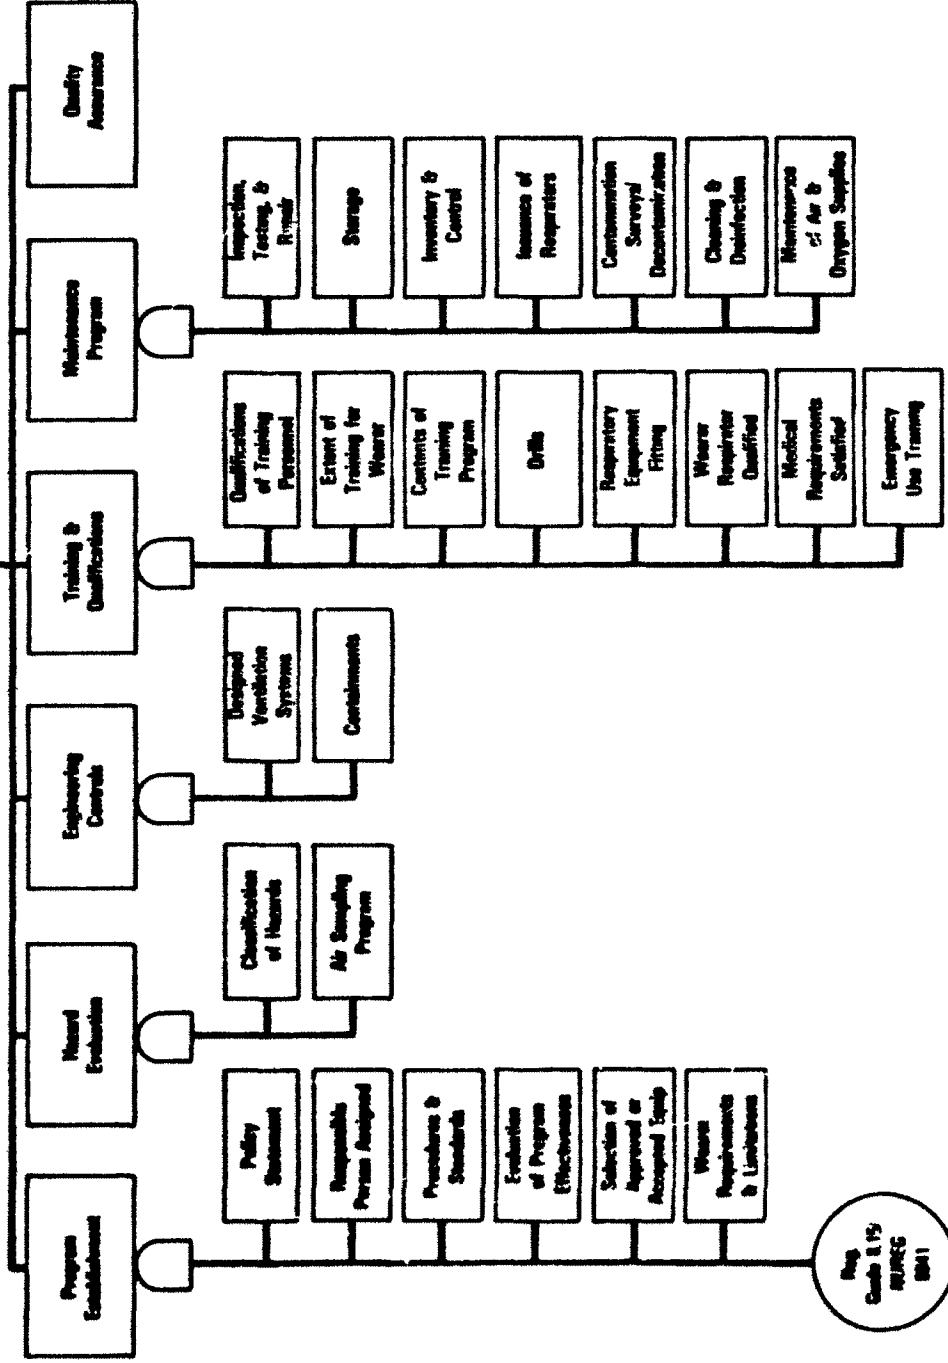 Program
Establishment
Hazard
Evaluation
Engineering
Controls
Training &
Qualifications
Maintenance
Program
Quality
Assurance
Policy
Statement
Responsible
Person Assigned
Procedures &
Standards
Evaluation
of Program
Effectiveness
Selection of
Approved or
Accepted Equip
Wearer
Requirements
& Limitations
Reg.
Guide 8.15
NUREG
0041
Classification
of Hazards
Air Sampling
Program
Designed
Ventilation
Systems
Containments
Qualifications
of Training
Personnel
Extent of
Training for
Wearer
Contents of
Training
Program
Drills
Respiratory
Equipment
Fitting
Wearer
Respirator
Qualified
Medical
Requirements
Satisfied
Emergency
Use Training
Inspection,
Testing, &
Repair
Storage
Inventory &
Control
Issuance of
Respirators
Contamination
Surveys/
Decontamination
Cleaning &
Disinfection
Maintenance
of Air &
Oxygen Supplies